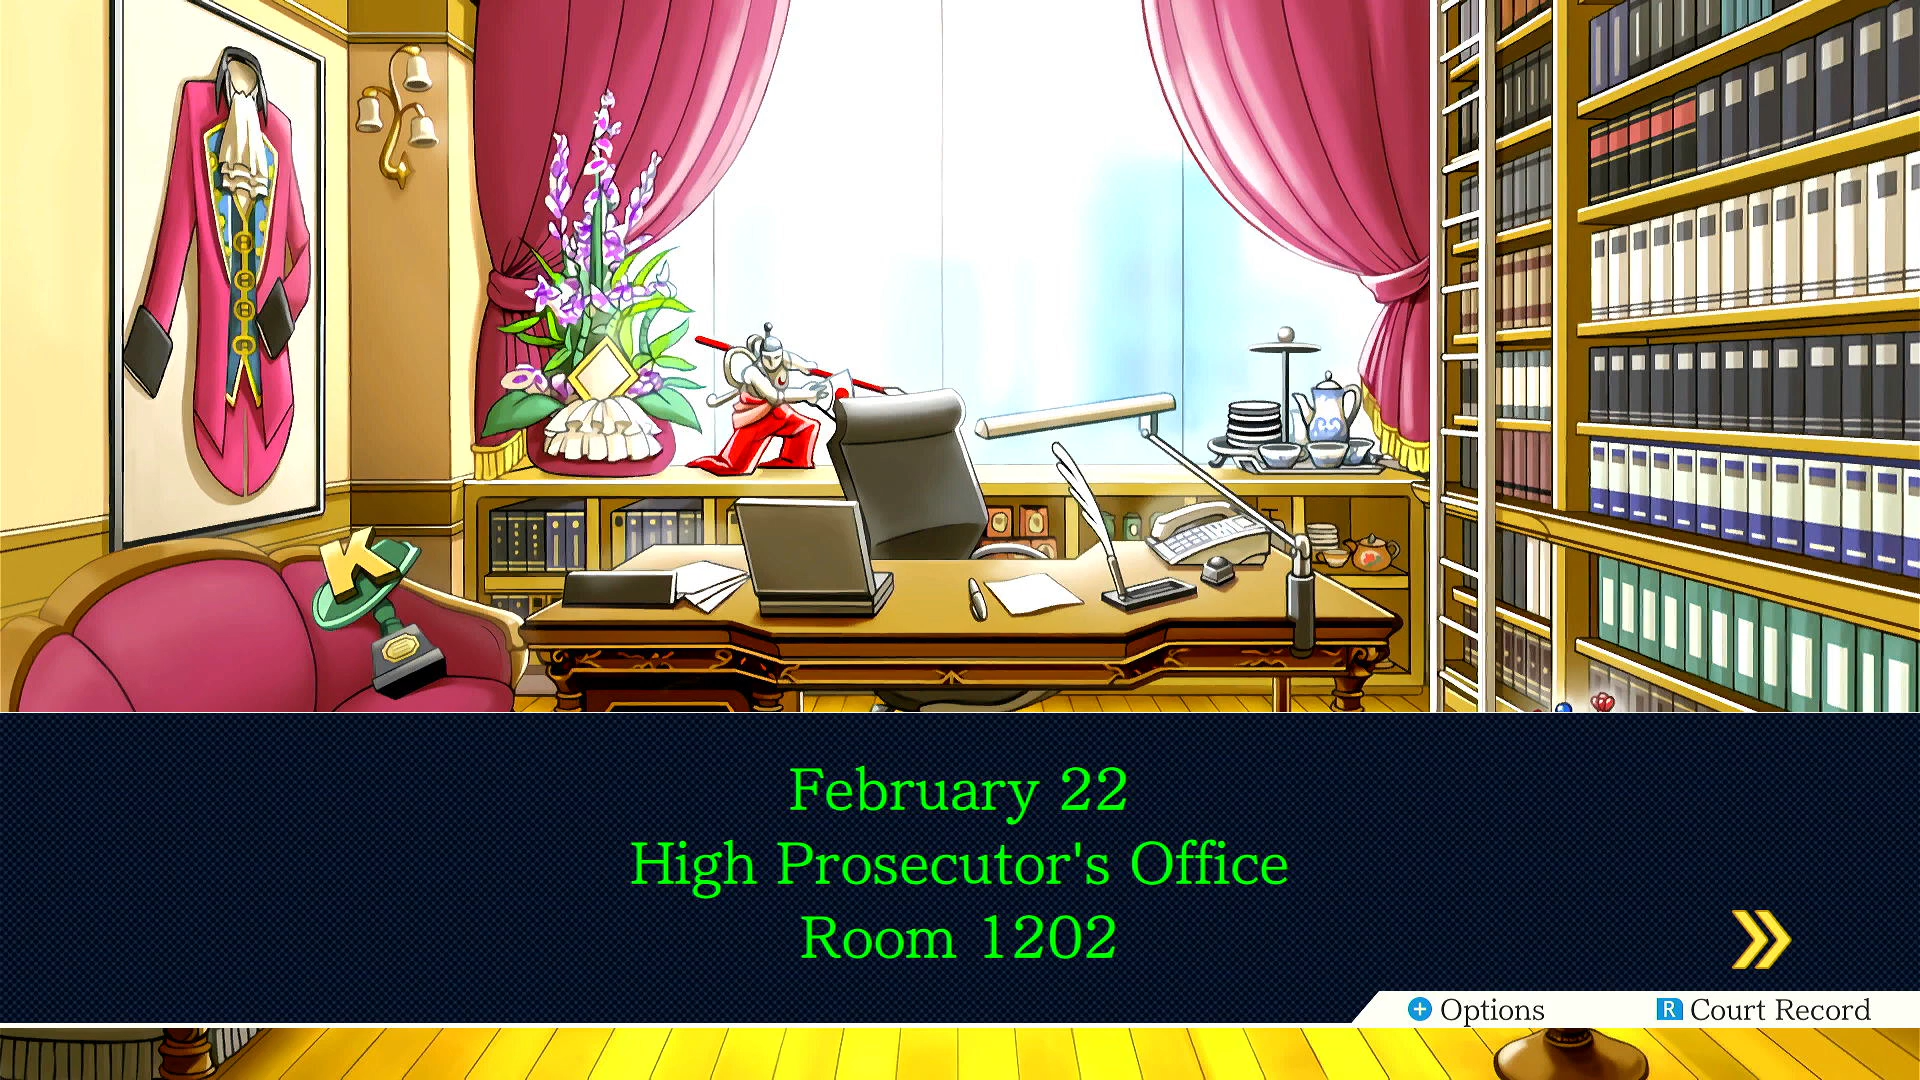 K
February 22
High Prosecutor's Office
Room 1202
+ Options
R Court Record